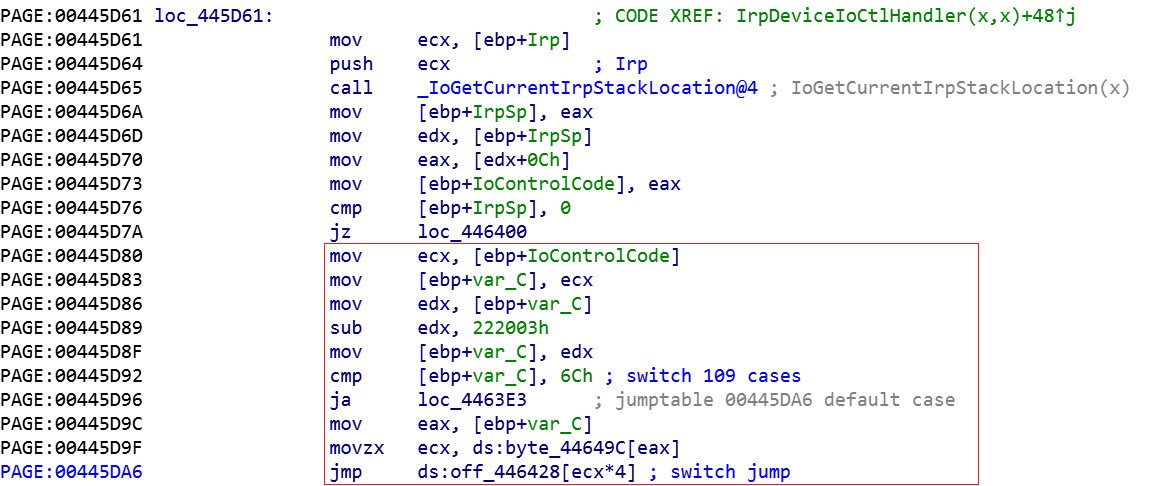 PAGE:00445D61 loc_445D61: ; CODE XREF: IrpDeviceIoCtlHandler(x,x)+48↑j
PAGE:00445D61 mov ecx, [ebp+Irp]
PAGE:00445D64 push ecx ; Irp
PAGE:00445D65 call _IoGetCurrentIrpStackLocation@4 ; IoGetCurrentIrpStackLocation(x)
PAGE:00445D6A mov [ebp+IrpSp], eax
PAGE:00445D6D mov edx, [ebp+IrpSp]
PAGE:00445D70 mov eax, [edx+0Ch]
PAGE:00445D73 mov [ebp+IoControlCode], eax
PAGE:00445D76 cmp [ebp+IrpSp], 0
PAGE:00445D7A jz loc_446400
PAGE:00445D80 mov ecx, [ebp+IoControlCode]
PAGE:00445D83 mov [ebp+var_C], ecx
PAGE:00445D86 mov edx, [ebp+var_C]
PAGE:00445D89 sub edx, 222003h
PAGE:00445D8F mov [ebp+var_C], edx
PAGE:00445D92 cmp [ebp+var_C], 6Ch ; switch 109 cases
PAGE:00445D96 ja loc_4463E3 ; jumptable 00445DA6 default case
PAGE:00445D9C mov eax, [ebp+var_C]
PAGE:00445D9F movzx ecx, ds:byte_44649C[eax]
PAGE:00445DA6 jmp ds:off_446428[ecx*4] ; switch jump